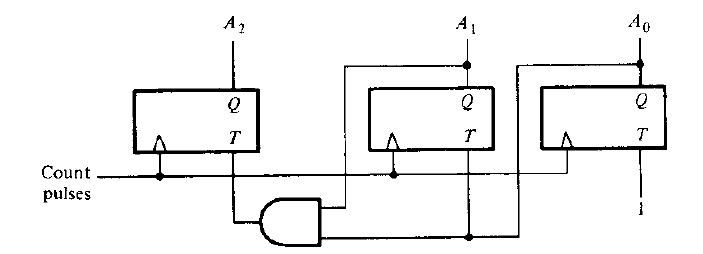 A₂ A₁ A₀
Q Q Q
T T T
Count
pulses
1